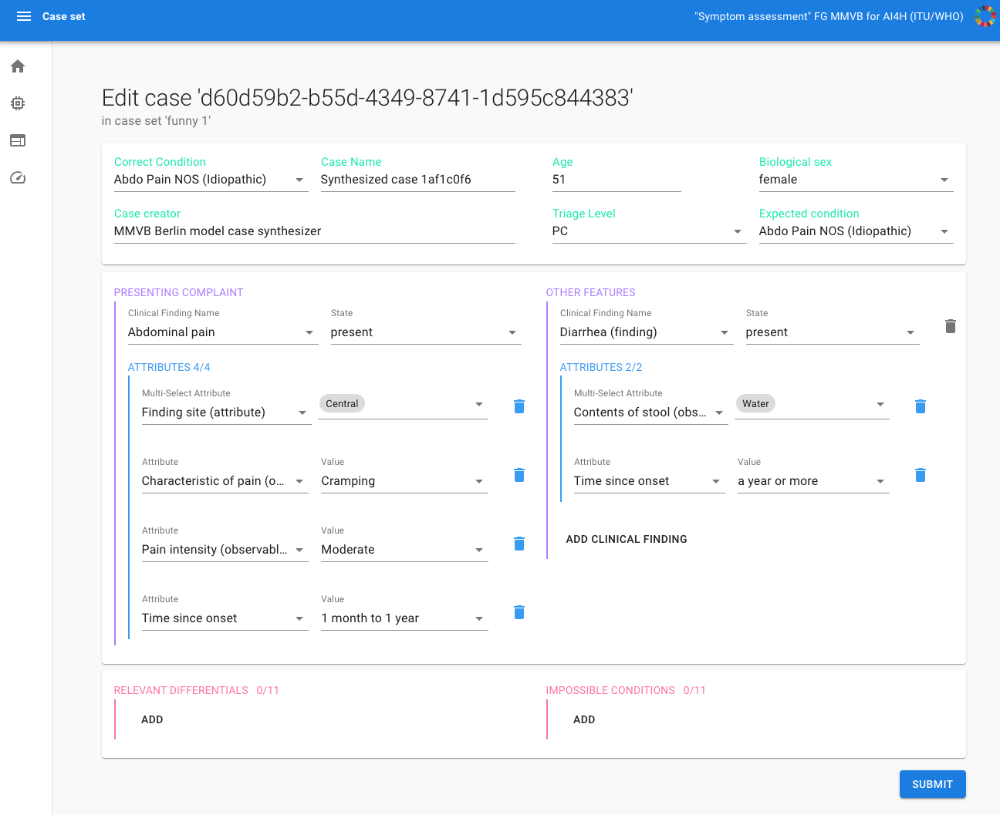 Case set
"Symptom assessment" FG MMVB for AI4H (ITU/WHO)
Edit case 'd60d59b2-b55d-4349-8741-1d595c844383'
in case set 'funny 1'
Correct Condition
Abdo Pain NOS (Idiopathic)
Case Name
Synthesized case 1af1c0f6
Age
51
Biological sex
female
Case creator
MMVB Berlin model case synthesizer
Triage Level
PC
Expected condition
Abdo Pain NOS (Idiopathic)
PRESENTING COMPLAINT
Clinical Finding Name
Abdominal pain
State
present
ATTRIBUTES 4/4
Multi-Select Attribute
Finding site (attribute)
Central
Attribute
Characteristic of pain (o...
Value
Cramping
Attribute
Pain intensity (observabl...
Value
Moderate
Attribute
Time since onset
Value
1 month to 1 year
OTHER FEATURES
Clinical Finding Name
Diarrhea (finding)
State
present
ATTRIBUTES 2/2
Multi-Select Attribute
Contents of stool (obs...
Water
Attribute
Time since onset
Value
a year or more
ADD CLINICAL FINDING
RELEVANT DIFFERENTIALS 0/11
ADD
IMPOSSIBLE CONDITIONS 0/11
ADD
SUBMIT